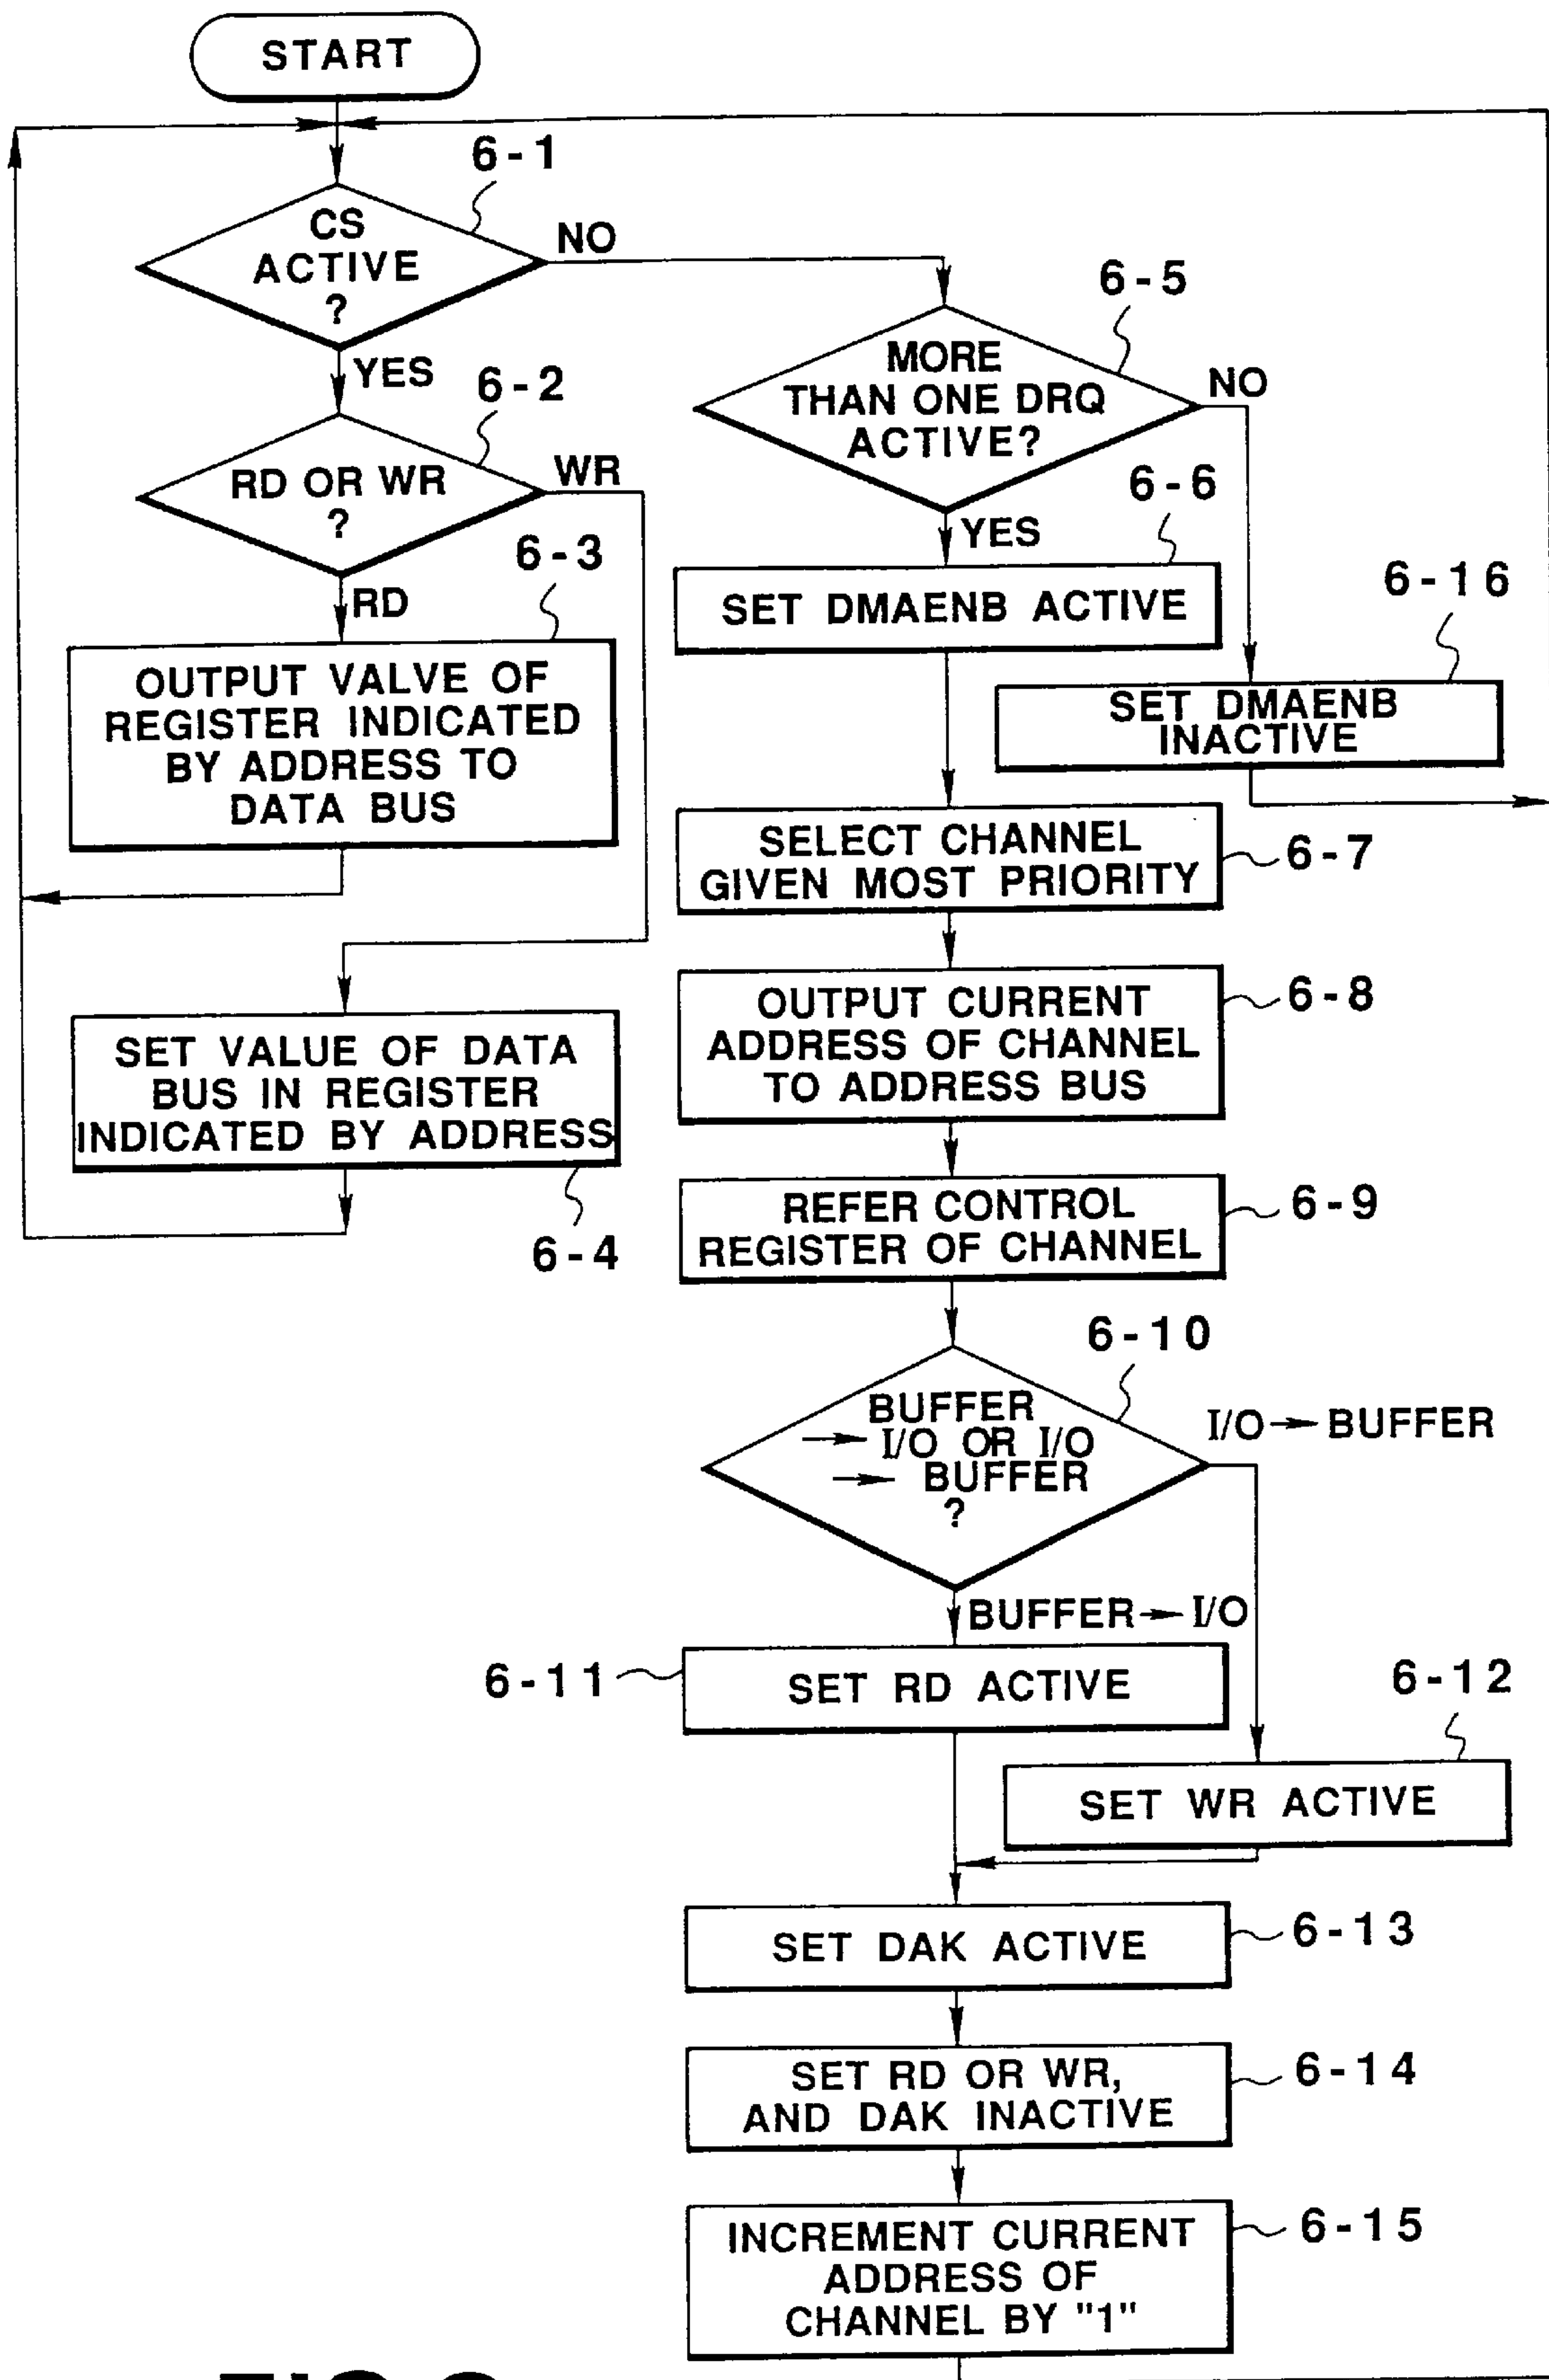 START
6-1
CS
ACTIVE
?
NO
YES
6-2
RD OR WR
?
WR
RD
6-3
OUTPUT VALVE OF
REGISTER INDICATED
BY ADDRESS TO
DATA BUS
SET VALUE OF DATA
BUS IN REGISTER
INDICATED BY ADDRESS
6-4
6-5
MORE
THAN ONE DRQ
ACTIVE?
NO
YES
6-6
SET DMAENB ACTIVE
6-16
SET DMAENB
INACTIVE
SELECT CHANNEL
GIVEN MOST PRIORITY
6-7
OUTPUT CURRENT
ADDRESS OF CHANNEL
TO ADDRESS BUS
6-8
REFER CONTROL
REGISTER OF CHANNEL
6-9
6-10
BUFFER
→ I/O OR I/O
→ BUFFER
?
I/O → BUFFER
BUFFER → I/O
6-11
SET RD ACTIVE
6-12
SET WR ACTIVE
SET DAK ACTIVE
6-13
SET RD OR WR,
AND DAK INACTIVE
6-14
INCREMENT CURRENT
ADDRESS OF
CHANNEL BY "1"
6-15